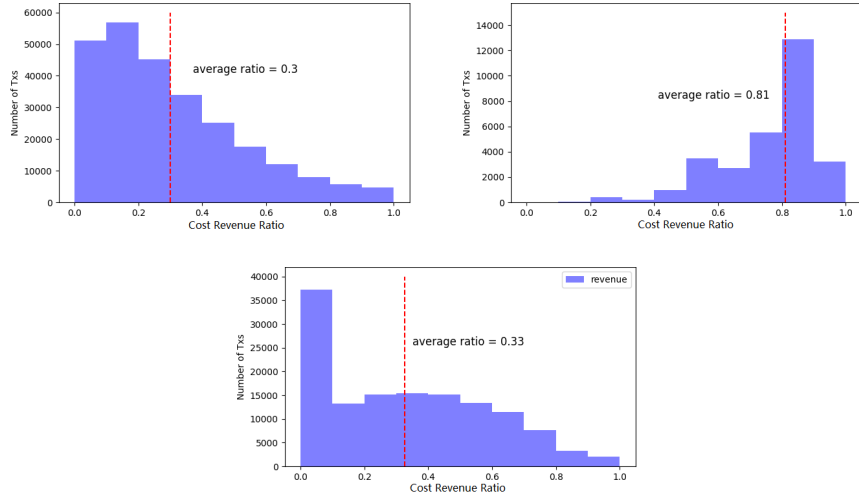 60000
50000
40000
30000
20000
10000
0
Number of Txs
average ratio = 0.3
0.0 0.2 0.4 0.6 0.8 1.0
Cost Revenue Ratio
14000
12000
10000
8000
6000
4000
2000
0
Number of Txs
average ratio = 0.81
0.0 0.2 0.4 0.6 0.8 1.0
Cost Revenue Ratio
40000
35000
30000
25000
20000
15000
10000
5000
0
Number of Txs
revenue
average ratio = 0.33
0.0 0.2 0.4 0.6 0.8 1.0
Cost Revenue Ratio